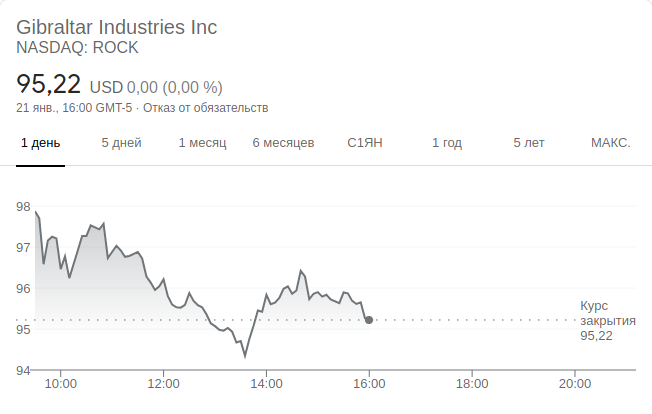 Gibraltar Industries Inc
NASDAQ: ROCK
95,22 USD 0,00 (0,00 %)
21 янв., 16:00 GMT-5 · Отказ от обязательств
1 день 5 дней 1 месяц 6 месяцев С1ЯН 1 год 5 лет МАКС.
98
97
96
95
94
Курс
закрытия
95,22
10:00 12:00 14:00 16:00 18:00 20:00